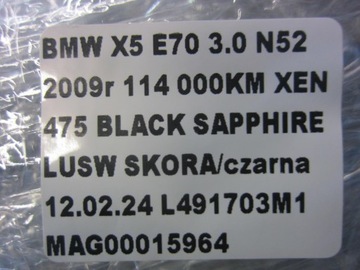 BMW X5 E70 3.0 N52
2009r 114 000KM XEN
475 BLACK SAPPHIRE
LUSW SKORA/czarna
12.02.24 L491703M1
MAG00015964